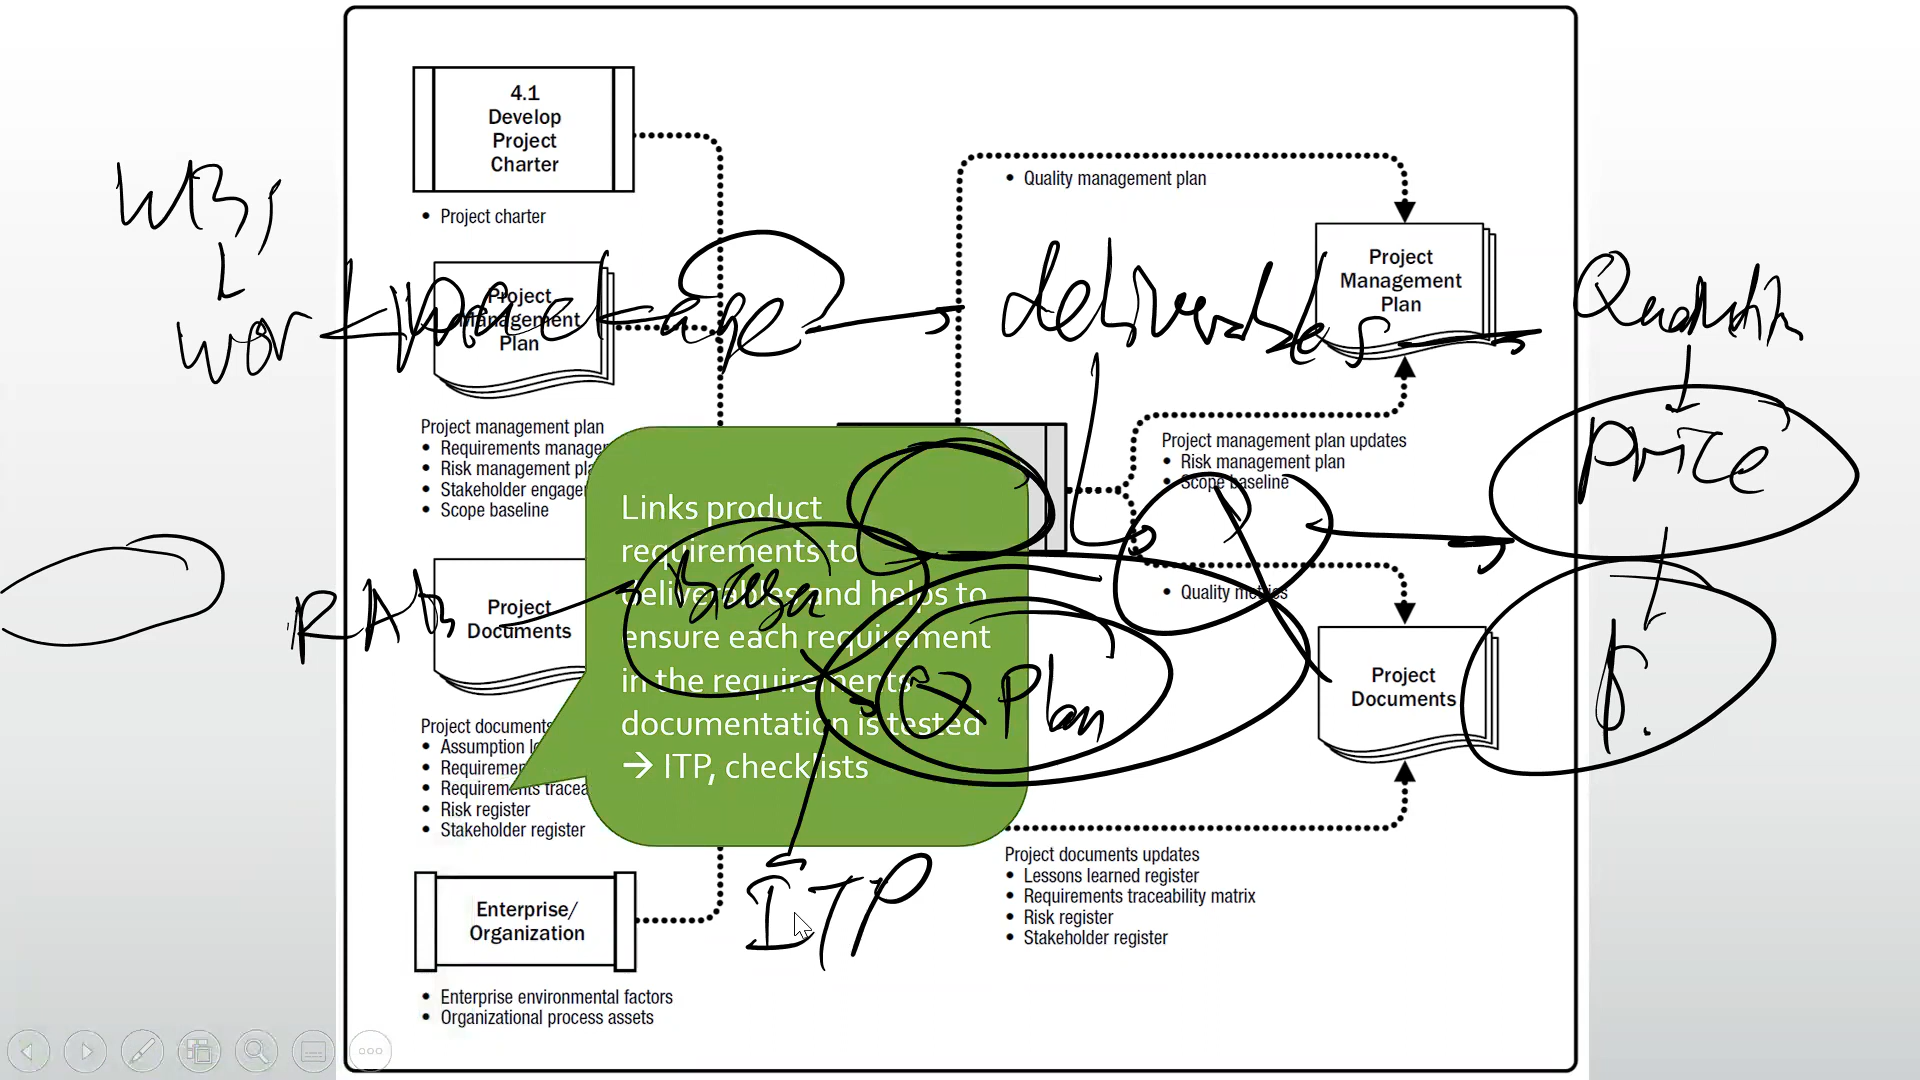 4.1
Develop
Project
Charter
• Project charter
Project
Management
Plan
Project management plan
• Requirements manage
• Risk management pla
• Stakeholder engage
• Scope baseline
Project
Documents
Project documents
• Assumption
• Requiremen
• Requirements tracea
• Risk register
• Stakeholder register
Enterprise/
Organization
• Enterprise environmental factors
• Organizational process assets
Links product
requirements to
deliverables and helps to
ensure each requirement
in the requirements
documentation is tested
→ ITP, checklists
• Quality management plan
Project
Management
Plan
Project management plan updates
• Risk management plan
• Scope baseline
• Quality metrics
Project
Documents
Project documents updates
• Lessons learned register
• Requirements traceability matrix
• Risk register
• Stakeholder register
WBS
work package → deliverables
price
Plan
ITP